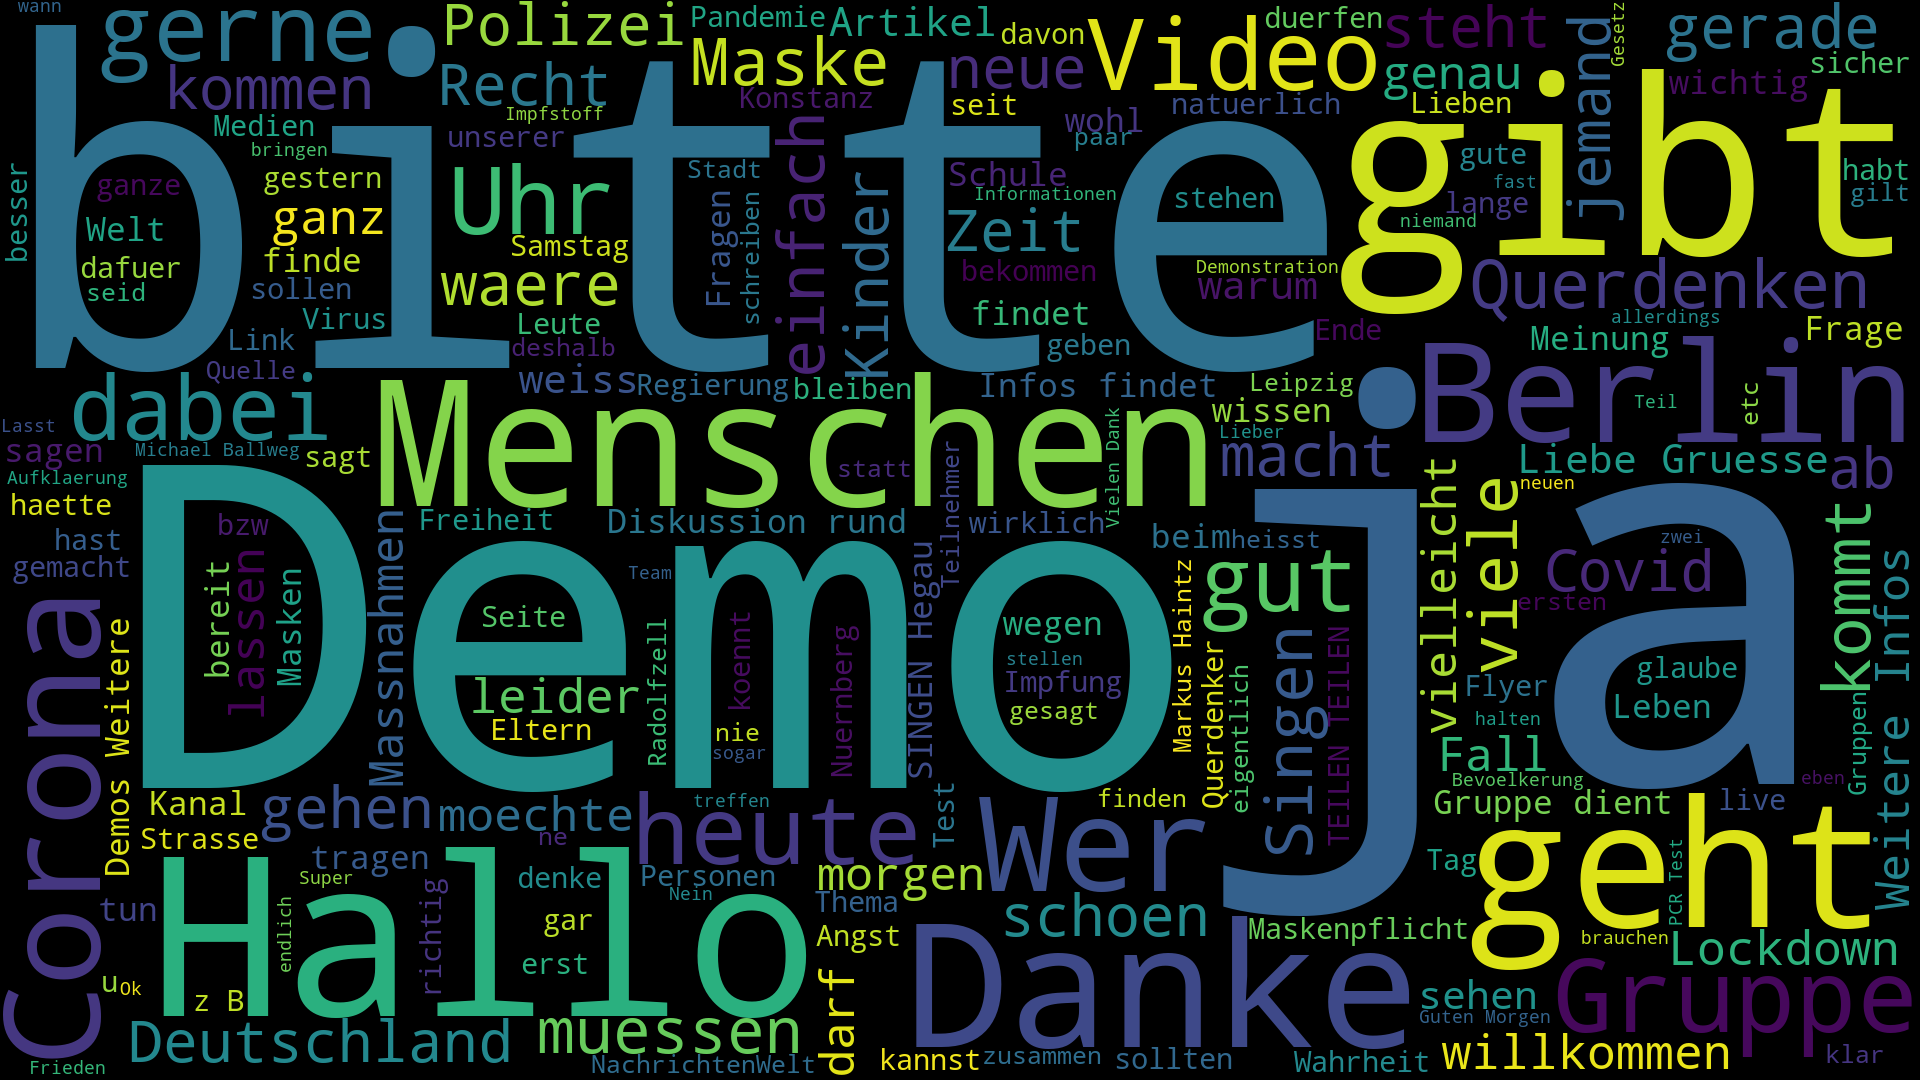 wann
gerne
Polizei
Pandemie
Artikel
davon
Video
duerfen
steht
jemand
Gesetz
gerade
kommen
Recht
Maske
neue
genau
wichtig
sicher
bitte
gibt
Impfstoff
Konstanz
seit
natuerlich
Lieben
Medien
unserer
einfach
wohl
paar
bringen
besser
ganze
gestern
Uhr
Stadt
Kinder
Schule
gute
fast
habt
gilt
Informationen
stehen
lange
niemand
Welt
ganz
Fragen
schreiben
Zeit
Samstag
dafuer
finde
waere
bekommen
Demonstration
warum
Querdenken
seid
sollen
Virus
Leute
findet
Ende
allerdings
Meinung
Frage
Link
deshalb
geben
Quelle
dabei
weiss
Regierung
bleiben
Infos findet
Leipzig
wissen
Berlin
Teil
etc
Menschen
Lasst
Michael Ballweg
sagen
sagt
statt
Vielen Dank
Lieber
macht
Liebe Gruesse
ab
Aufklaerung
neuen
haette
Demo
Ja
bzw
Freiheit
Diskussion rund
Teilnehmer
wirklich
beim
heisst
vielleicht
viele
zwei
kommt
hast
gemacht
Massnahmen
Covid
bereit
lassen
Masken
Team
SINGEN Hegau
Markus Haintz
gut
ersten
Weitere Infos
Corona
Demos Weitere
Seite
Radolfzell
koennt
Nuernberg
wegen
stellen
Impfung
gesagt
Querdenker
eigentlich
Singen
TEILEN TEILEN
glaube
Flyer
Leben
Gruppen
leider
Eltern
nie
sogar
halten
Fall
Bevoelkerung
eben
Kanal
gehen
moechte
heute
treffen
Test
Wer
finden
Gruppe dient
live
Strasse
ne
geht
Hallo
tragen
Super
denke
Personen
Nein
morgen
Tag
PCR Test
tun
endlich
richtig
gar
Thema
Angst
schoen
Danke
Maskenpflicht
brauchen
Lockdown
erst
u
Ok
z B
darf
sehen
Gruppe
Guten Morgen
Deutschland
muessen
Frieden
NachrichtenWelt
kannst
zusammen
sollten
Wahrheit
willkommen
klar